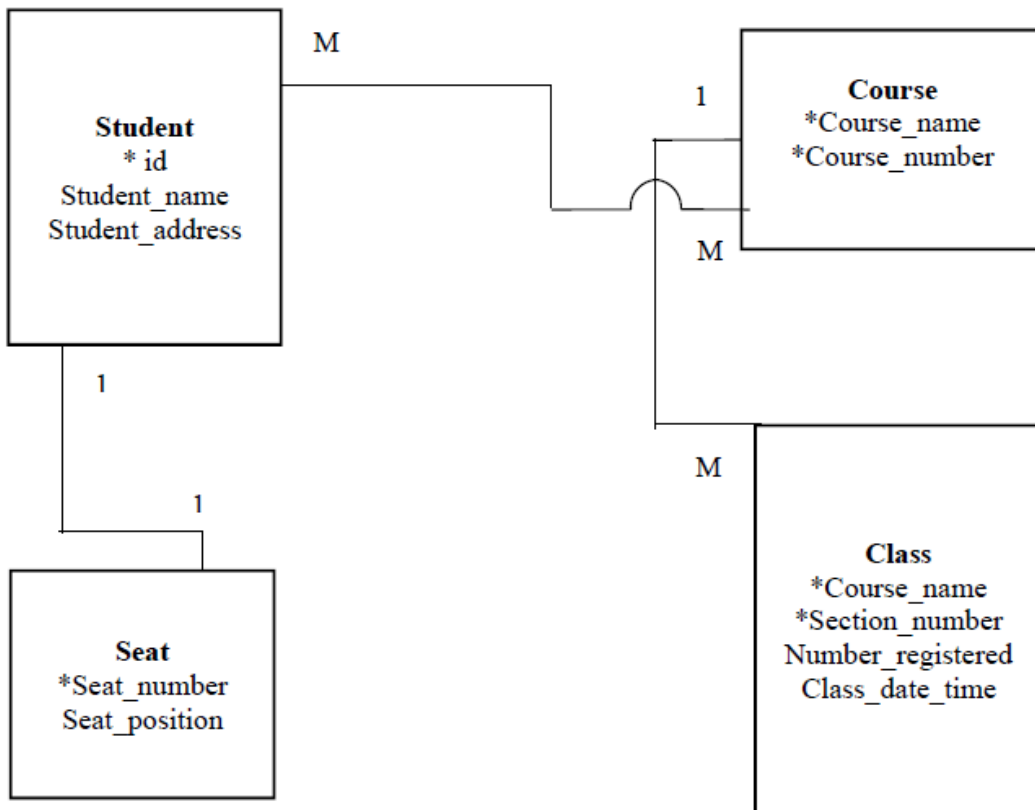 Student
* id
Student_name
Student_address
M
1
Course
*Course_name
*Course_number
M
1
1
M
Seat
*Seat_number
Seat_position
Class
*Course_name
*Section_number
Number_registered
Class_date_time